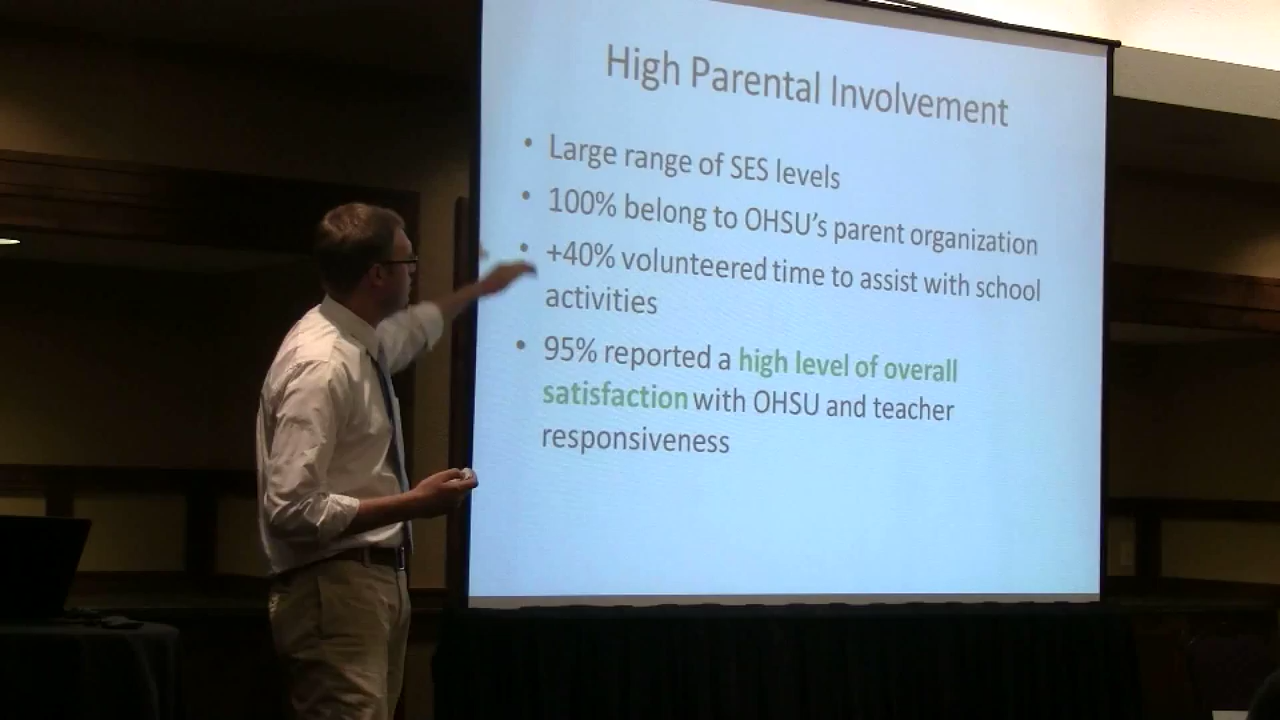 High Parental Involvement
• Large range of SES levels
• 100% belong to OHSU’s parent organization
• +40% volunteered time to assist with school
activities
• 95% reported a high level of overall
satisfaction with OHSU and teacher
responsiveness